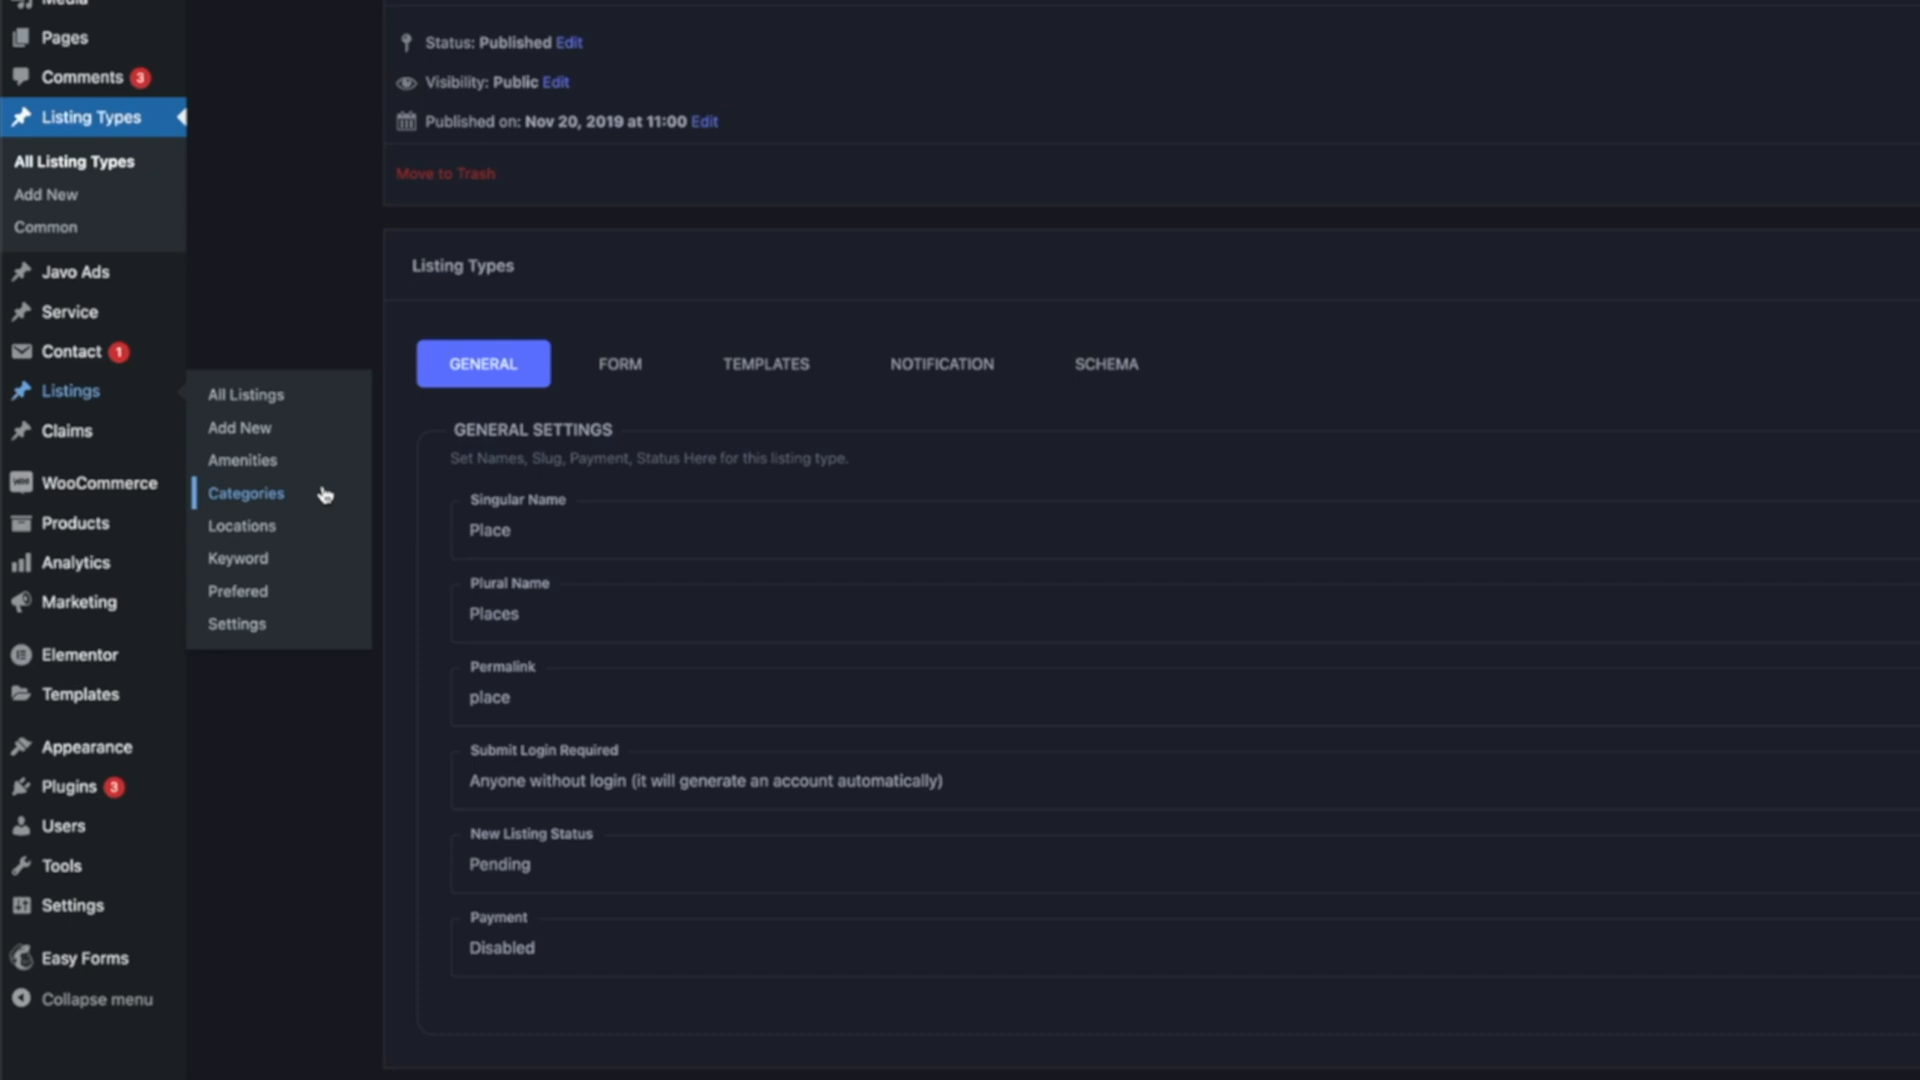 Media
Pages
Comments 3
Listing Types
All Listing Types
Add New
Common
Javo Ads
Service
Contact 1
Listings
Claims
WooCommerce
Products
Analytics
Marketing
Elementor
Templates
Appearance
Plugins 3
Users
Tools
Settings
Easy Forms
Collapse menu
All Listings
Add New
Amenities
Categories
Locations
Keyword
Prefered
Settings
Status: Published Edit
Visibility: Public Edit
Published on: Nov 20, 2019 at 11:00 Edit
Move to Trash
Listing Types
GENERAL FORM TEMPLATES NOTIFICATION SCHEMA
GENERAL SETTINGS
Set Names, Slug, Payment, Status Here for this listing type.
Singular Name
Place
Plural Name
Places
Permalink
place
Submit Login Required
Anyone without login (it will generate an account automatically)
New Listing Status
Pending
Payment
Disabled